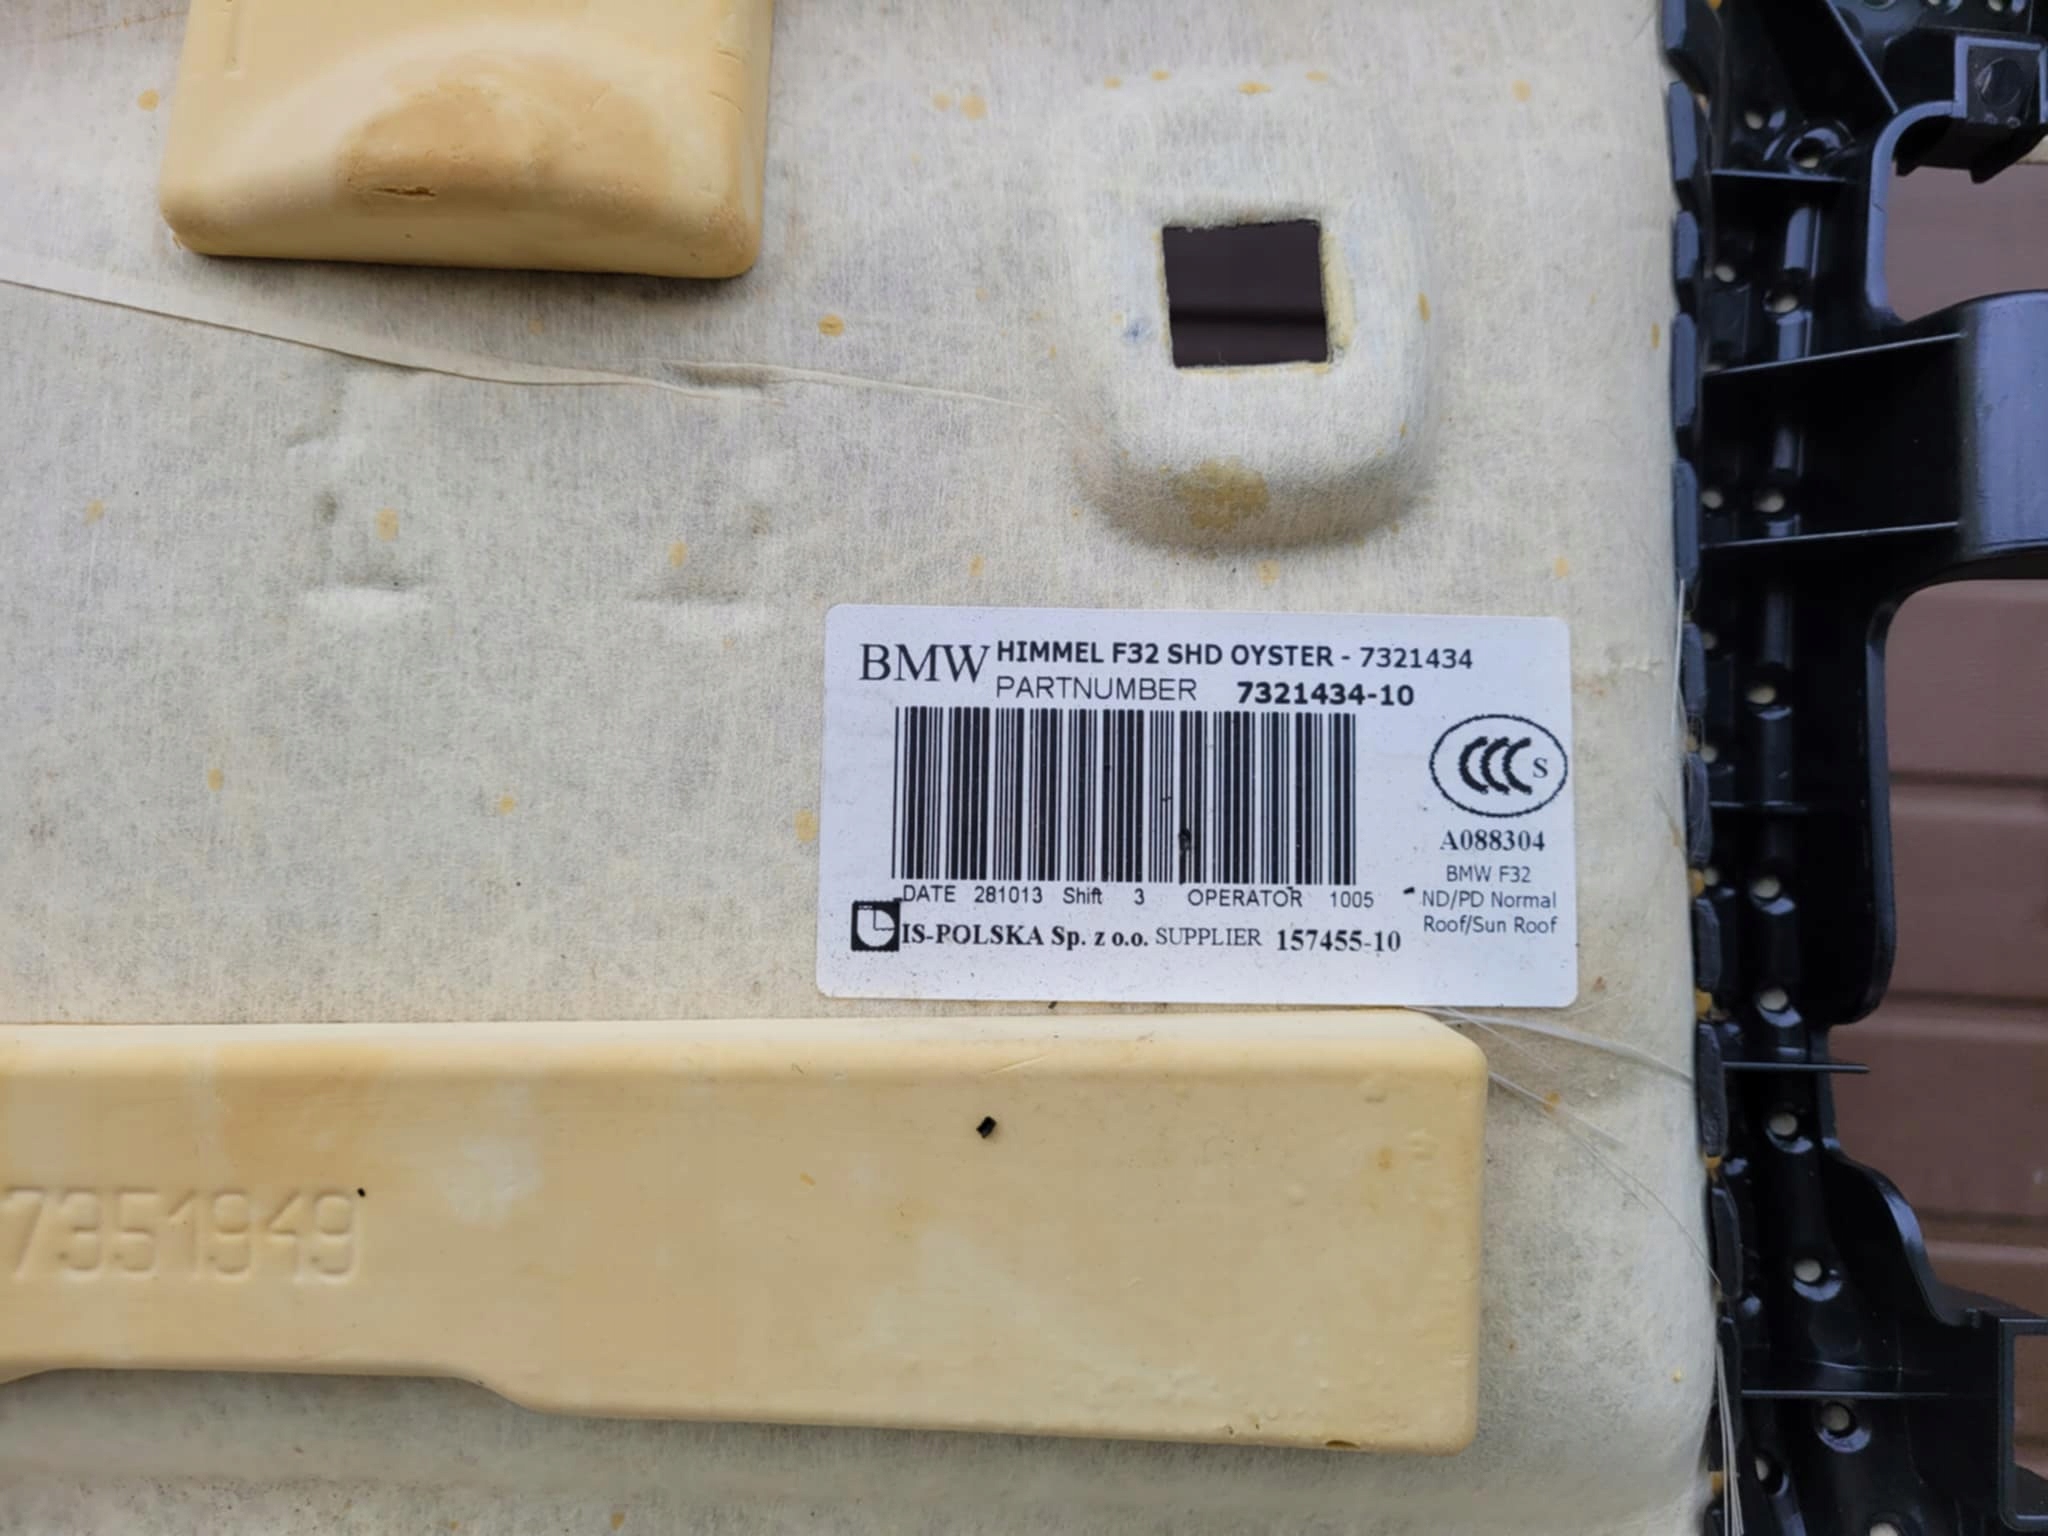 BMW HIMMEL F32 SHD OYSTER - 7321434
PARTNUMBER 7321434-10
CCC S
A088304
BMW F32
ND/PD Normal
Roof/Sun Roof
DATE 281013 Shift 3 OPERATOR 1005
IS-POLSKA Sp. z o.o. SUPPLIER 157455-10
7351949